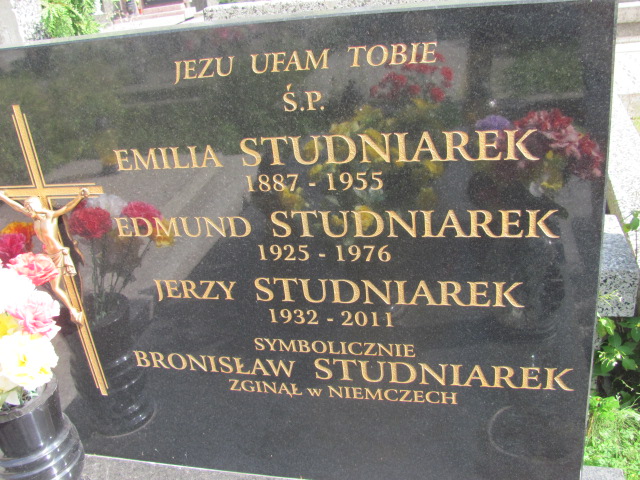 JEZU UFAM TOBIE
Ś.P.
EMILIA STUDNIAREK
1887 - 1955
EDMUND STUDNIAREK
1925 - 1976
JERZY STUDNIAREK
1932 - 2011
SYMBOLICZNIE
BRONISŁAW STUDNIAREK
ZGINĄŁ w NIEMCZECH